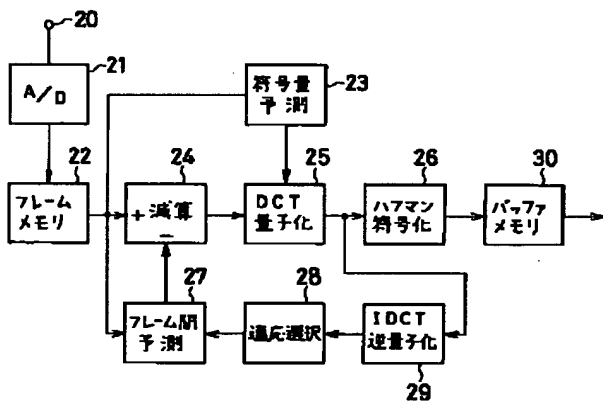 20
21
A/D
22
フレーム
メモリ
23
符号量
予測
24
+ 減算
−
25
DCT
量子化
26
ハフマン
符号化
30
バッファ
メモリ
27
フレーム間
予測
28
適応選択
IDCT
逆量子化
29